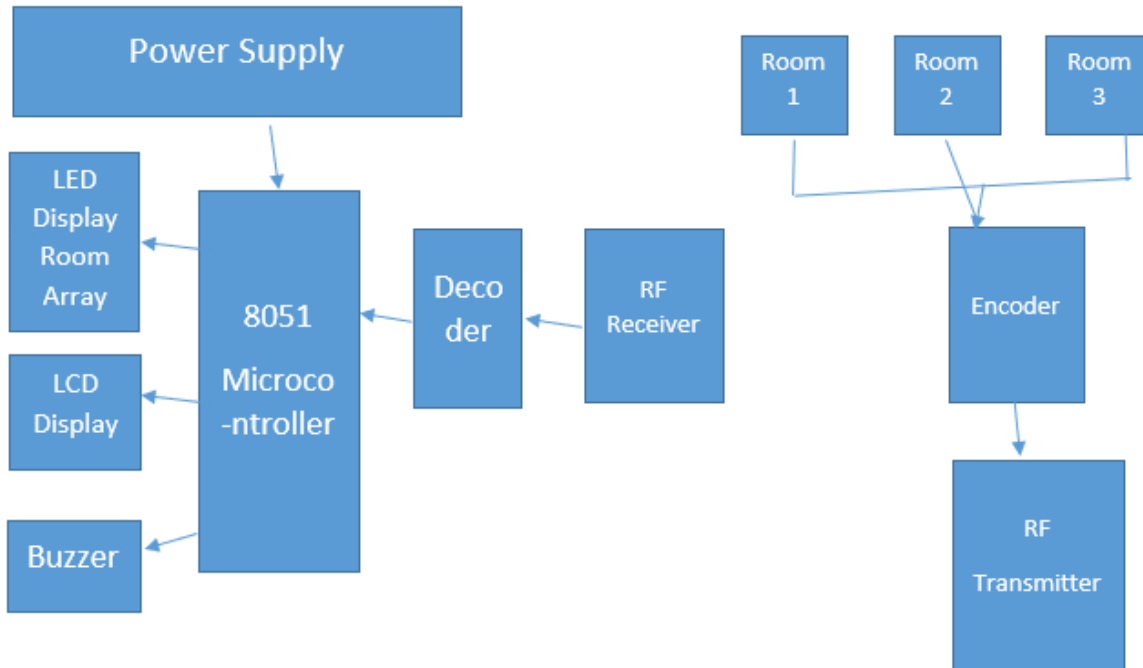 Power Supply
Room
1
Room
2
Room
3
LED
Display
Room
Array
8051
Microco
-ntroller
Deco
der
RF
Receiver
Encoder
LCD
Display
Buzzer
RF
Transmitter